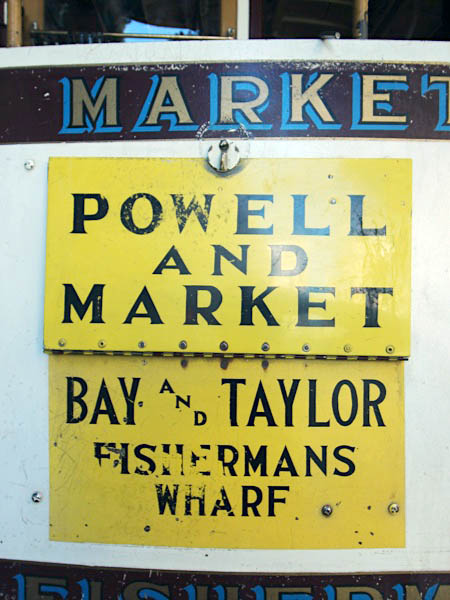 MARKET
POWELL
AND
MARKET
BAY AND TAYLOR
FISHERMANS
WHARF